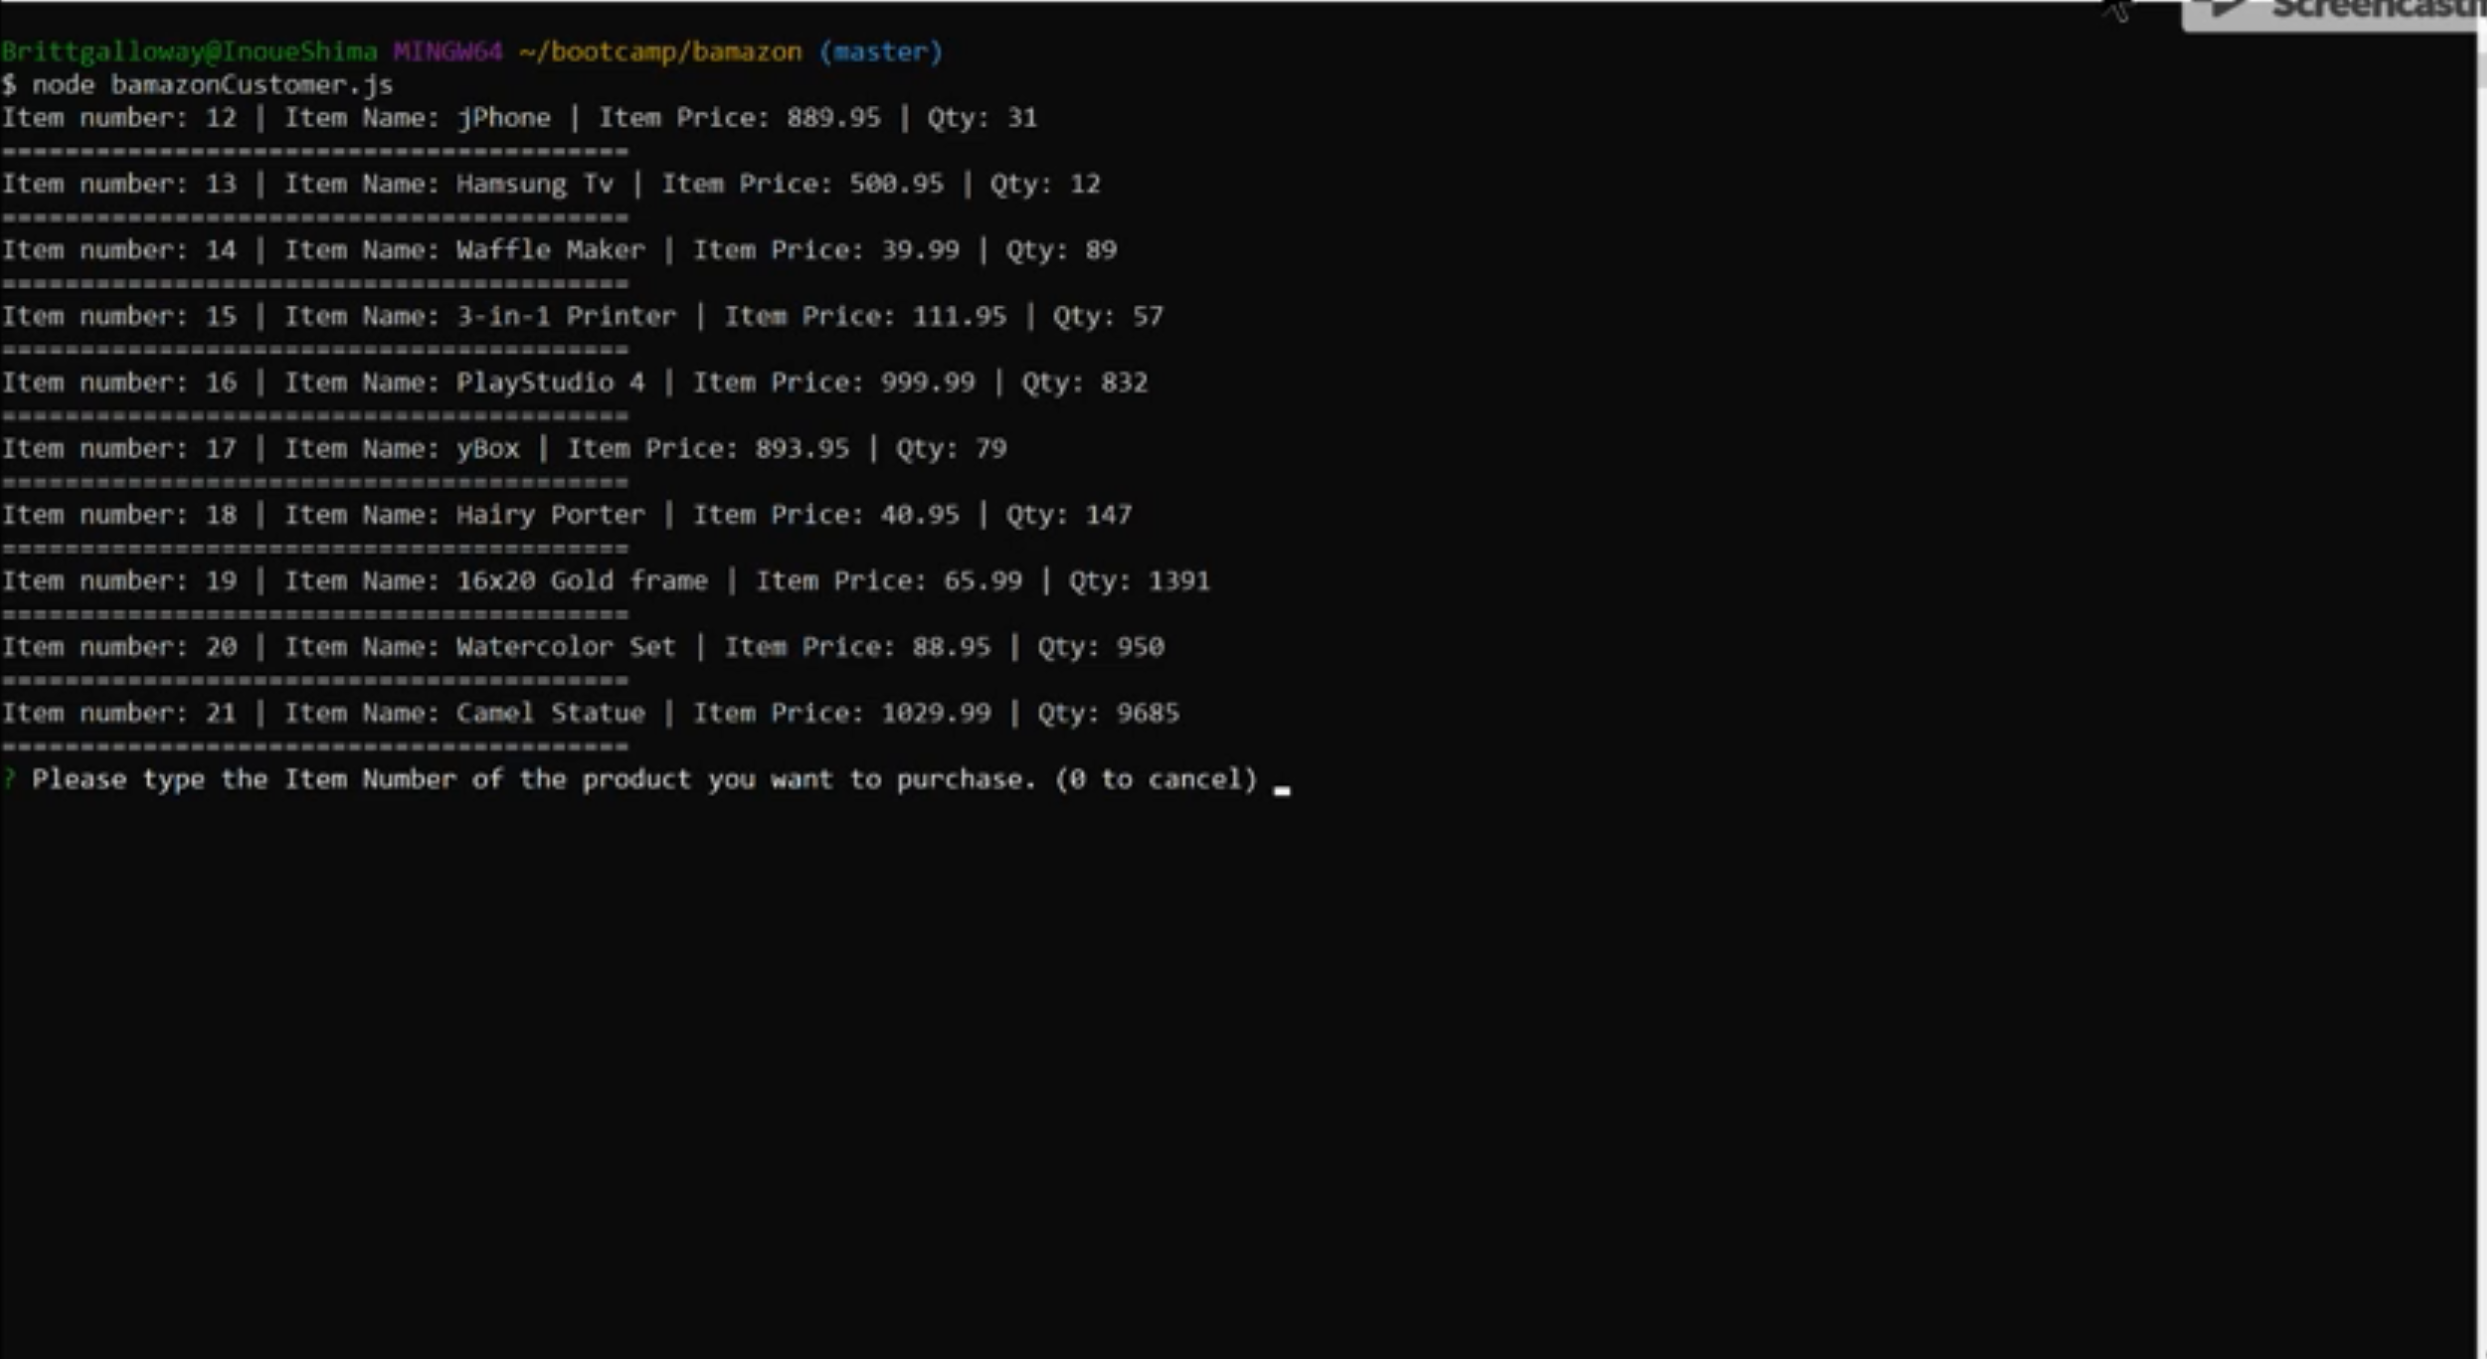 Brittgalloway@InoueShima MINGW64 ~/bootcamp/bamazon (master)
$ node bamazonCustomer.js
Item number: 12 | Item Name: jPhone | Item Price: 889.95 | Qty: 31
========================================
Item number: 13 | Item Name: Hamsung Tv | Item Price: 500.95 | Qty: 12
========================================
Item number: 14 | Item Name: Waffle Maker | Item Price: 39.99 | Qty: 89
========================================
Item number: 15 | Item Name: 3-in-1 Printer | Item Price: 111.95 | Qty: 57
========================================
Item number: 16 | Item Name: PlayStudio 4 | Item Price: 999.99 | Qty: 832
========================================
Item number: 17 | Item Name: yBox | Item Price: 893.95 | Qty: 79
========================================
Item number: 18 | Item Name: Hairy Porter | Item Price: 40.95 | Qty: 147
========================================
Item number: 19 | Item Name: 16x20 Gold frame | Item Price: 65.99 | Qty: 1391
========================================
Item number: 20 | Item Name: Watercolor Set | Item Price: 88.95 | Qty: 950
========================================
Item number: 21 | Item Name: Camel Statue | Item Price: 1029.99 | Qty: 9685
========================================
? Please type the Item Number of the product you want to purchase. (0 to cancel)